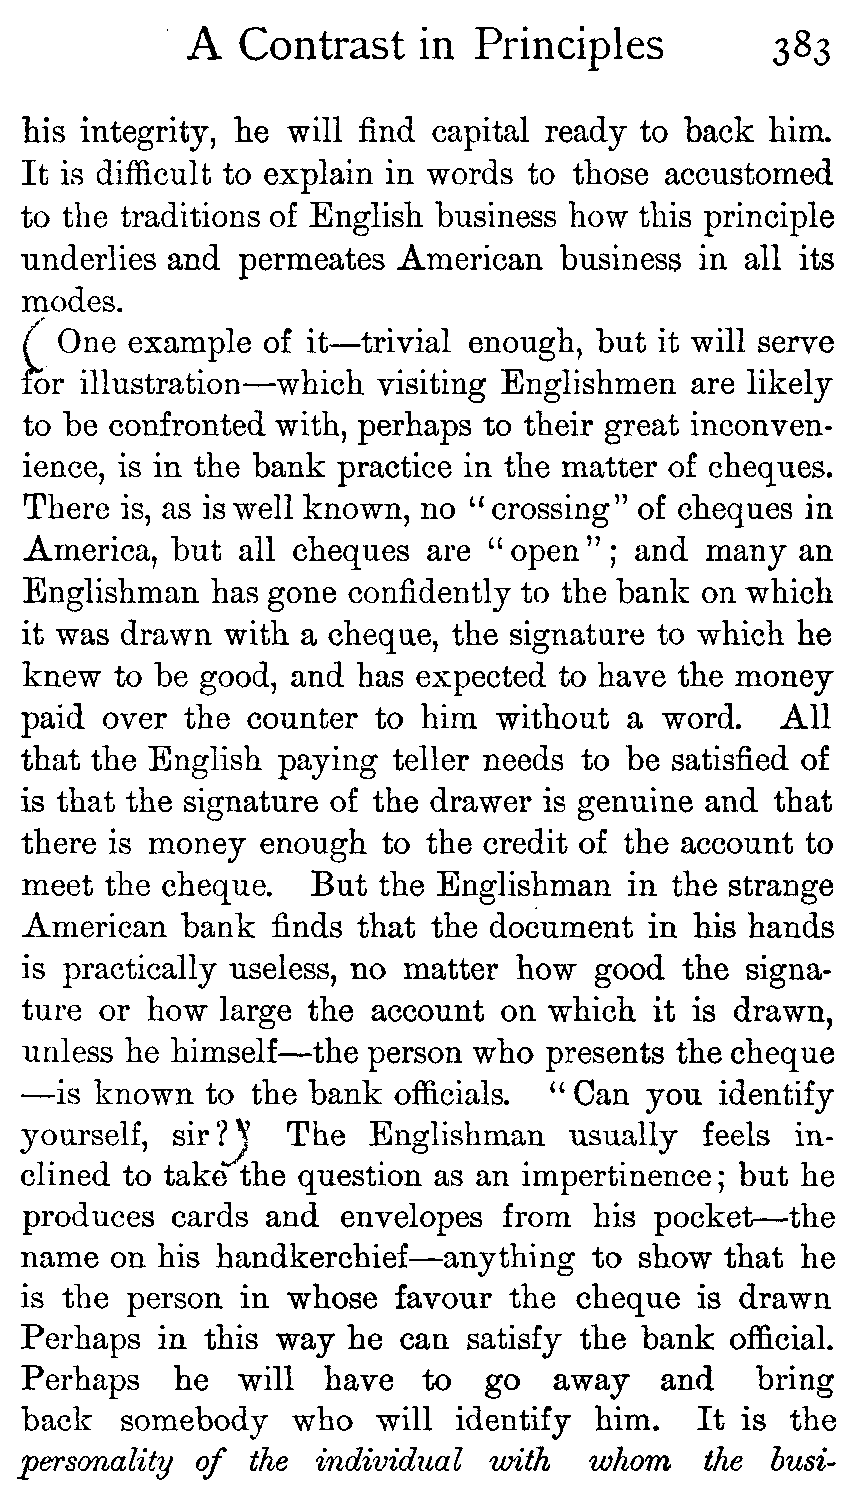 A Contrast in Principles 383
his integrity, he will find capital ready to back him.
It is difficult to explain in words to those accustomed
to the traditions of English business how this principle
underlies and permeates American business in all its
modes.
( One example of it—trivial enough, but it will serve
for illustration—which visiting Englishmen are likely
to be confronted with, perhaps to their great inconven-
ience, is in the bank practice in the matter of cheques.
There is, as is well known, no "crossing" of cheques in
America, but all cheques are "open"; and many an
Englishman has gone confidently to the bank on which
it was drawn with a cheque, the signature to which he
knew to be good, and has expected to have the money
paid over the counter to him without a word. All
that the English paying teller needs to be satisfied of
is that the signature of the drawer is genuine and that
there is money enough to the credit of the account to
meet the cheque. But the Englishman in the strange
American bank finds that the document in his hands
is practically useless, no matter how good the signa-
ture or how large the account on which it is drawn,
unless he himself—the person who presents the cheque
—is known to the bank officials. "Can you identify
yourself, sir?" The Englishman usually feels in-
clined to take the question as an impertinence; but he
produces cards and envelopes from his pocket—the
name on his handkerchief—anything to show that he
is the person in whose favour the cheque is drawn
Perhaps in this way he can satisfy the bank official.
Perhaps he will have to go away and bring
back somebody who will identify him. It is the
personality of the individual with whom the busi-